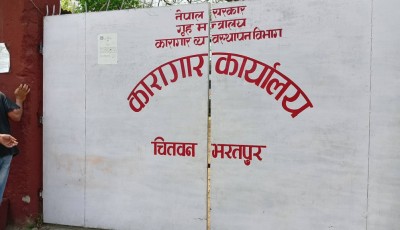 नेपाल सरकार
गृह मन्त्रालय
कारागार व्यवस्थापन विभाग
कारागार कार्यालय
चितवन भरतपुर